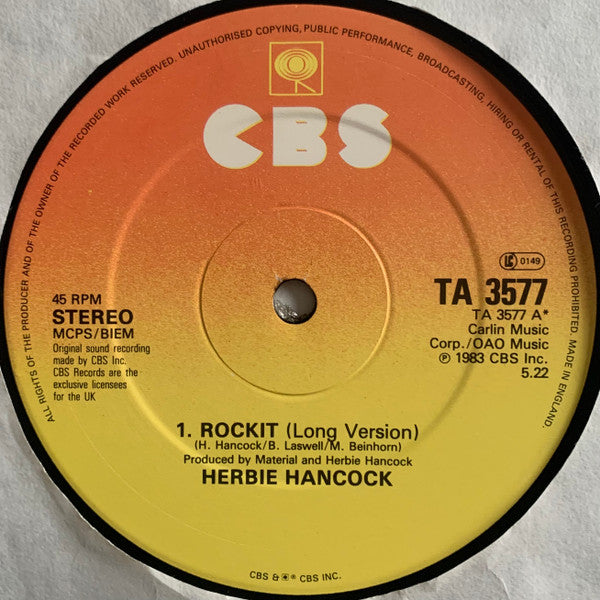 ALL RIGHTS OF THE PRODUCER AND OF THE OWNER OF THE RECORDED WORK RESERVED. UNAUTHORISED COPYING, PUBLIC PERFORMANCE, BROADCASTING, HIRING OR RENTAL OF THIS RECORDING PROHIBITED. MADE IN ENGLAND.
CBS
45 RPM
STEREO
MCPS/BIEM
Original sound recording
made by CBS Inc.
CBS Records are the
exclusive licensees
for the UK
LC 0149
TA 3577
TA 3577 A*
Carlin Music
Corp./OAO Music
℗ 1983 CBS Inc.
5.22
1. ROCKIT (Long Version)
(H. Hancock/B. Laswell/M. Beinhorn)
Produced by Material and Herbie Hancock
HERBIE HANCOCK
CBS & ® CBS INC.